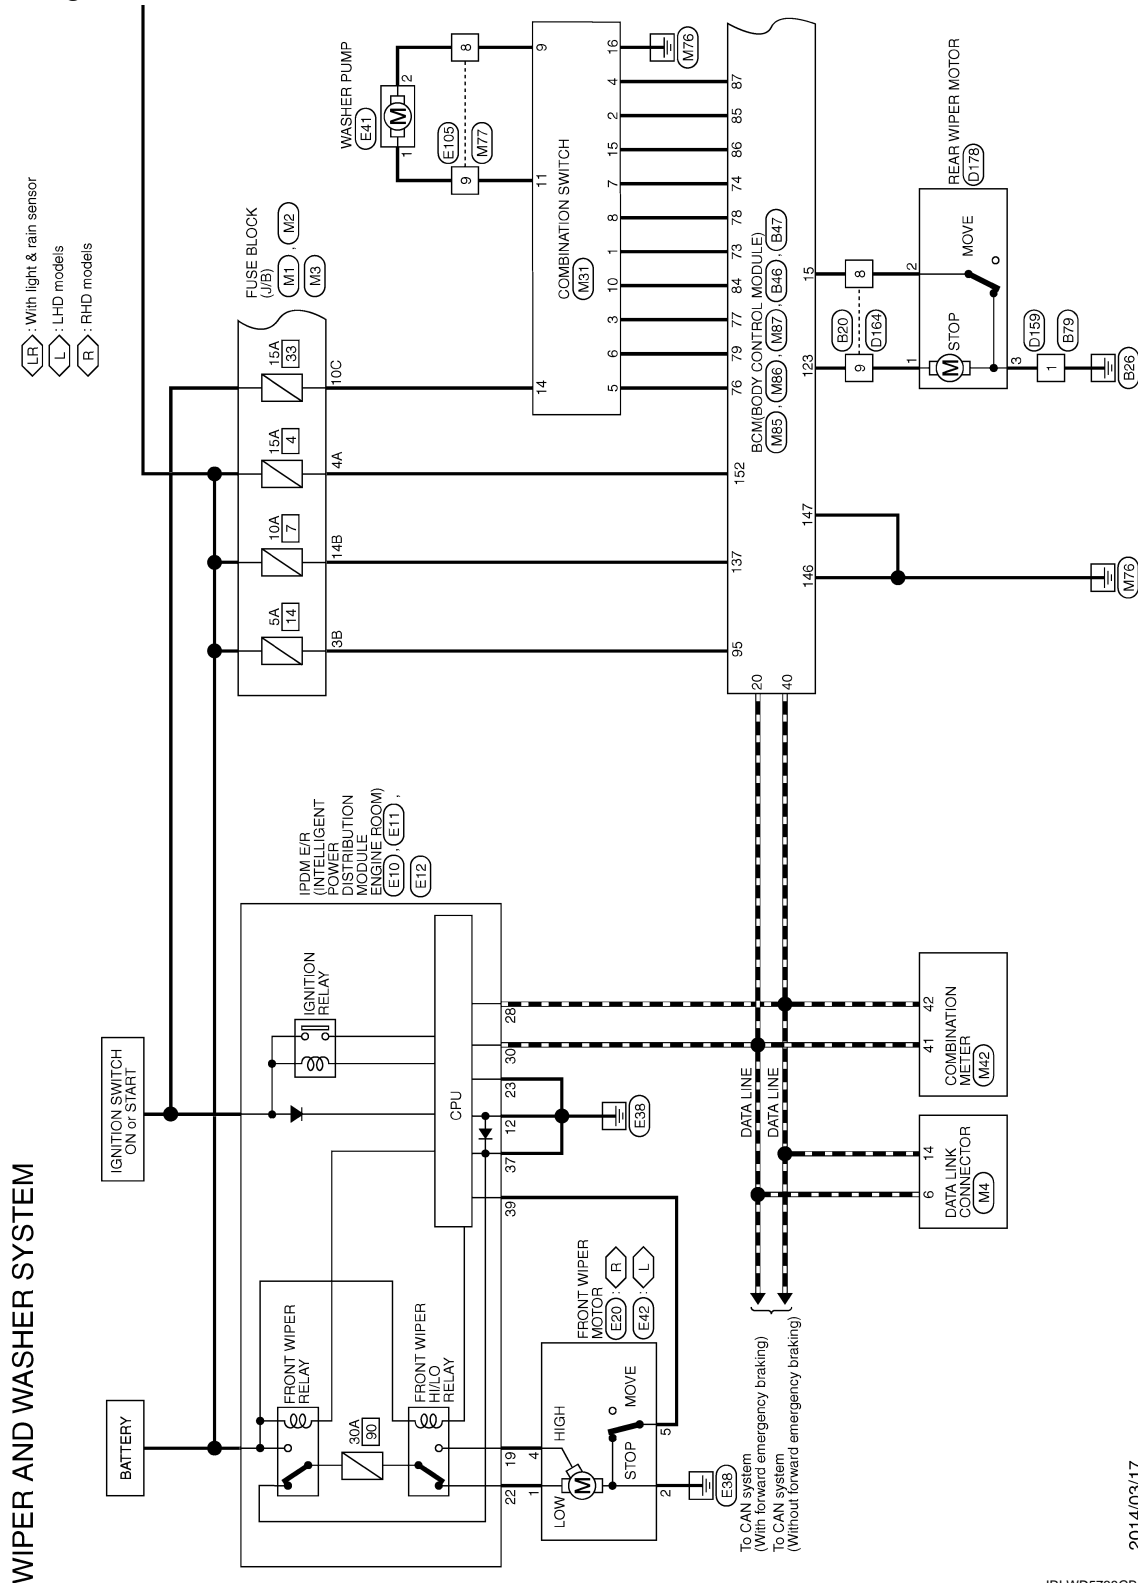 WIPER AND WASHER SYSTEM
BATTERY
IGNITION SWITCH
ON or START
LR : With light & rain sensor
L : LHD models
R : RHD models
FUSE BLOCK
(J/B)
M1 , M2
M3
5A
14
10A
7
15A
4
15A
33
3B
14B
4A
10C
IPDM E/R
(INTELLIGENT
POWER
DISTRIBUTION
MODULE
ENGINE ROOM)
E10 , E11 ,
E12
FRONT WIPER
RELAY
30A
90
FRONT WIPER
HI/LO
RELAY
IGNITION
RELAY
CPU
22
19
39
37
12
23
30
28
E38
FRONT WIPER
MOTOR
E20 : R
E42 : L
1
4
LOW
HIGH
M
STOP
MOVE
2
5
E38
WASHER PUMP
E41
1
2
M
E105
M77
9
8
11
9
14
COMBINATION SWITCH
M31
5
6
3
10
1
8
7
15
2
4
16
M76
95
137
152
76
79
77
84
73
78
74
86
85
87
BCM(BODY CONTROL MODULE)
M85 , M86 , M87 , B46 , B47
20
40
146
147
123
15
M76
B20
D164
9
8
REAR WIPER MOTOR
D178
1
2
M
STOP
MOVE
3
D159
B79
1
B26
DATA LINE
DATA LINE
To CAN system
(With forward emergency braking)
To CAN system
(Without forward emergency braking)
6
14
DATA LINK
CONNECTOR
M4
41
42
COMBINATION
METER
M42
2014/03/17